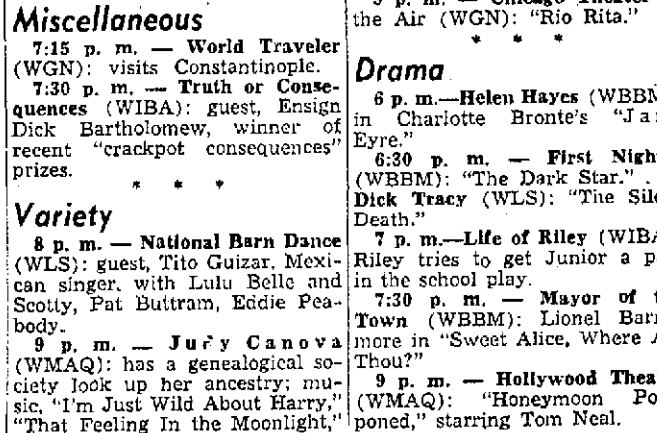 Miscellaneous
7:15 p. m. — World Traveler
(WGN): visits Constantinople.
7:30 p. m. — Truth or Conse-
quences (WIBA): guest, Ensign
Dick Bartholomew, winner of
recent "crackpot consequences"
prizes.
* * *
Variety
8 p. m. — National Barn Dance
(WLS): guest, Tito Guizar, Mexi-
can singer, with Lulu Belle and
Scotty, Pat Buttram, Eddie Pea-
body.
9 p. m. — Judy Canova
(WMAQ): has a genealogical so-
ciety look up her ancestry; mu-
sic, "I'm Just Wild About Harry,"
"That Feeling In the Moonlight,"
the Air (WGN): "Rio Rita."
* * *
Drama
6 p. m.—Helen Hayes (WBBM
in Charlotte Bronte's "Ja
Eyre."
6:30 p. m. — First Nigh
(WBBM): "The Dark Star." .
Dick Tracy (WLS): "The Sil
Death."
7 p. m.—Life of Riley (WIBA
Riley tries to get Junior a p
in the school play.
7:30 p. m. — Mayor of
Town (WBBM): Lionel Barr
more in "Sweet Alice, Where A
Thou?"
9 p. m. — Hollywood Thea
(WMAQ): "Honeymoon Po
poned," starring Tom Neal.